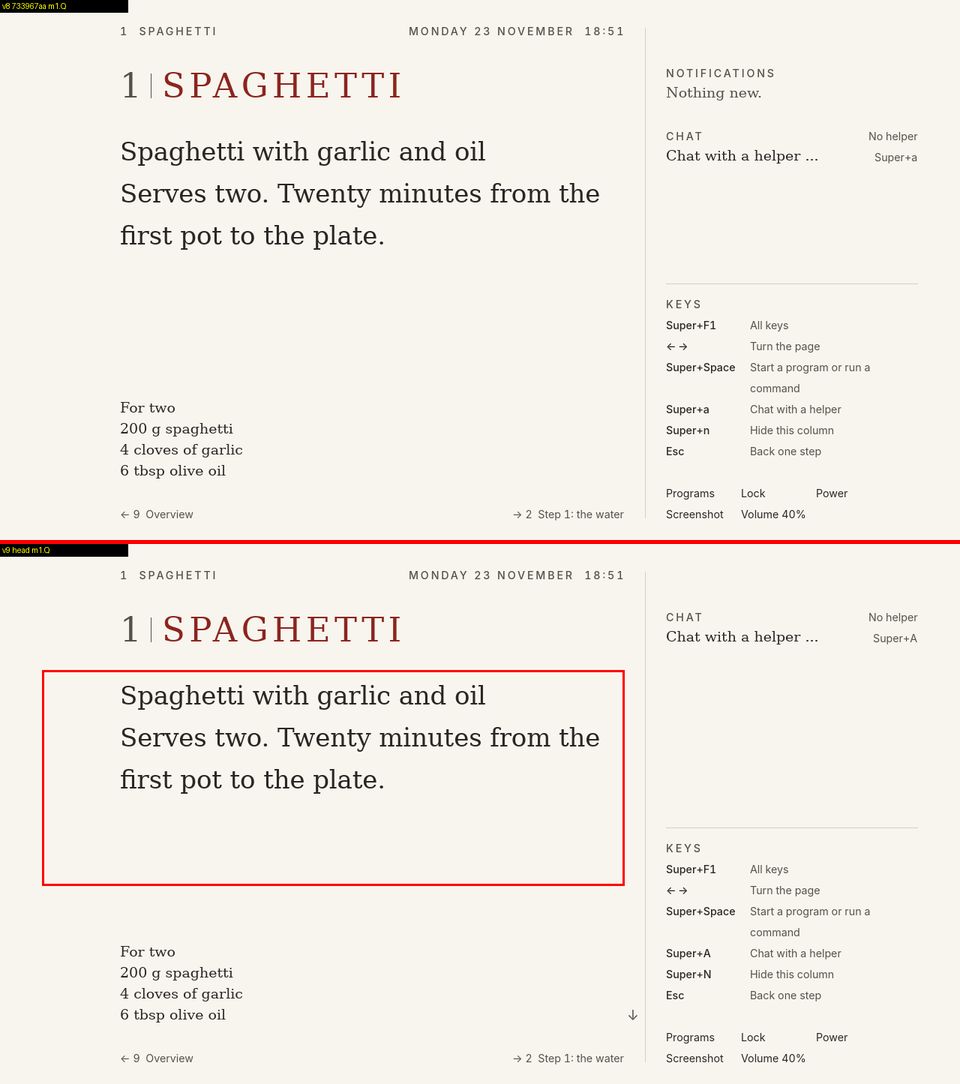 v8 733967aa m1.Q
1 SPAGHETTI
MONDAY 23 NOVEMBER 18:51
1 SPAGHETTI
Spaghetti with garlic and oil
Serves two. Twenty minutes from the
first pot to the plate.
For two
200 g spaghetti
4 cloves of garlic
6 tbsp olive oil
← 9 Overview
→ 2 Step 1: the water
NOTIFICATIONS
Nothing new.
CHAT No helper
Chat with a helper ... Super+a
KEYS
Super+F1 All keys
← → Turn the page
Super+Space Start a program or run a
command
Super+a Chat with a helper
Super+n Hide this column
Esc Back one step
Programs Lock Power
Screenshot Volume 40%
v9 head m1.Q
1 SPAGHETTI
MONDAY 23 NOVEMBER 18:51
1 SPAGHETTI
Spaghetti with garlic and oil
Serves two. Twenty minutes from the
first pot to the plate.
For two
200 g spaghetti
4 cloves of garlic
6 tbsp olive oil
↓
← 9 Overview
→ 2 Step 1: the water
CHAT No helper
Chat with a helper ... Super+A
KEYS
Super+F1 All keys
← → Turn the page
Super+Space Start a program or run a
command
Super+A Chat with a helper
Super+N Hide this column
Esc Back one step
Programs Lock Power
Screenshot Volume 40%